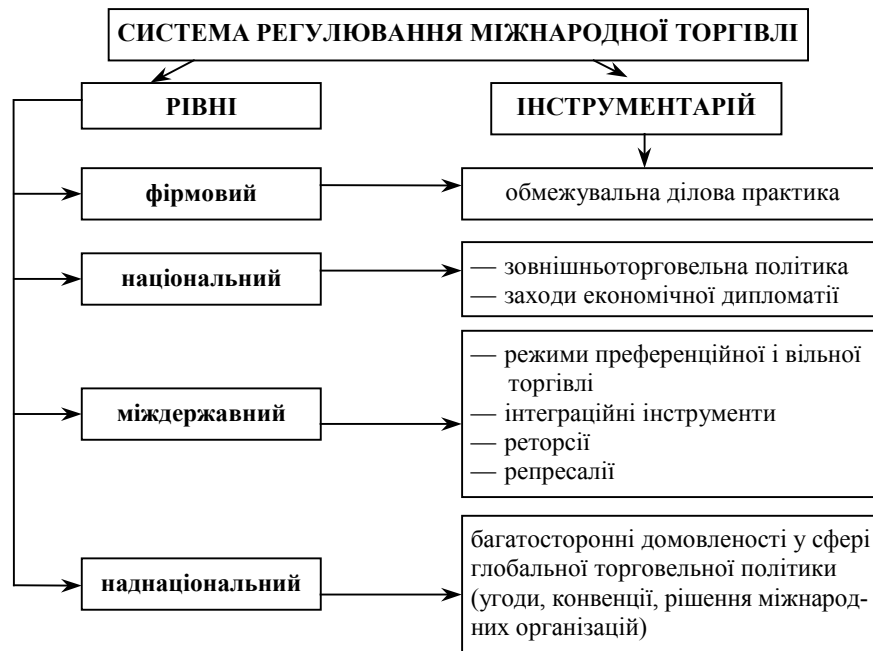 СИСТЕМА РЕГУЛЮВАННЯ МІЖНАРОДНОЇ ТОРГІВЛІ
РІВНІ
ІНСТРУМЕНТАРІЙ
фірмовий
обмежувальна ділова практика
національний
— зовнішньоторговельна політика
— заходи економічної дипломатії
міждержавний
— режими преференційної і вільної
торгівлі
— інтеграційні інструменти
— реторсії
— репресалії
наднаціональний
багатосторонні домовленості у сфері
глобальної торговельної політики
(угоди, конвенції, рішення міжнарод-
них організацій)